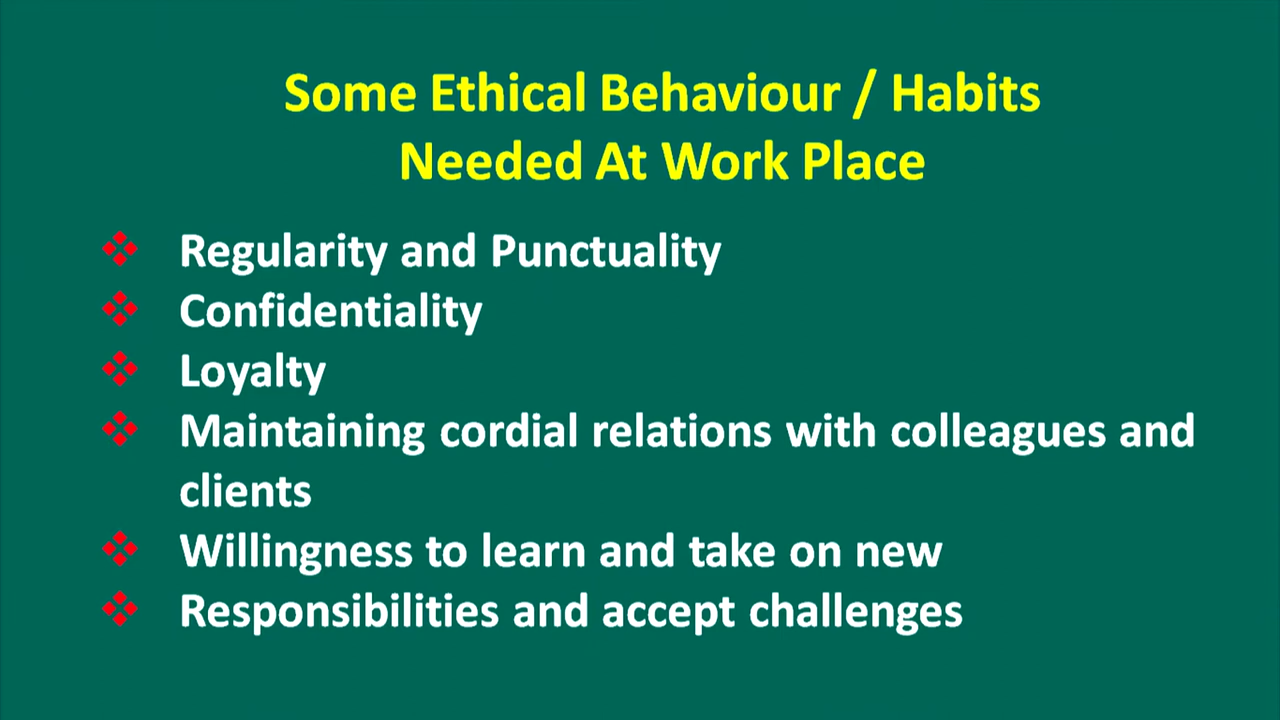 Some Ethical Behaviour / Habits
Needed At Work Place
❖ Regularity and Punctuality
❖ Confidentiality
❖ Loyalty
❖ Maintaining cordial relations with colleagues and
clients
❖ Willingness to learn and take on new
❖ Responsibilities and accept challenges